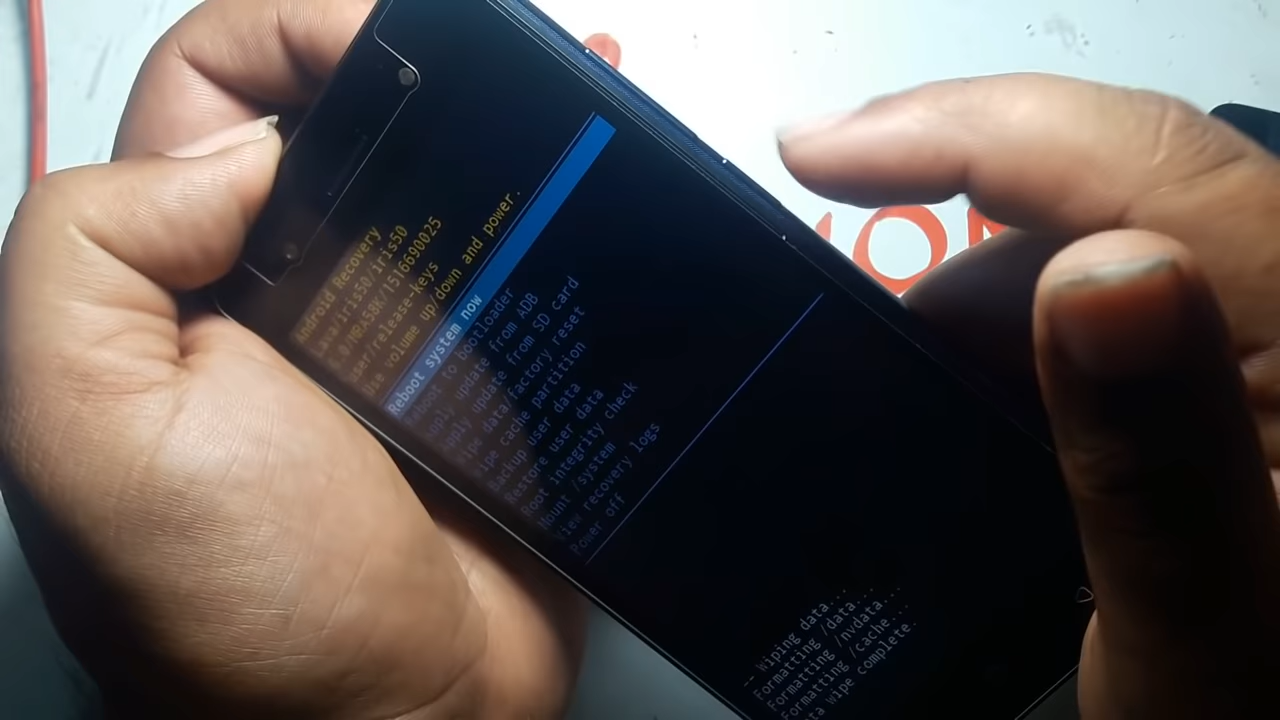 Android Recovery
lava/iris50/iris50
6.0/MRA58K/1516690025
user/release-keys
Use volume up/down and power.
Reboot system now
Reboot to bootloader
Apply update from ADB
Apply update from SD card
Wipe data/factory reset
Wipe cache partition
Backup user data
Restore user data
Root integrity check
Mount /system
View recovery logs
Power off
-- Wiping data...
Formatting /data...
Formatting /nvdata...
Formatting /cache...
Data wipe complete.